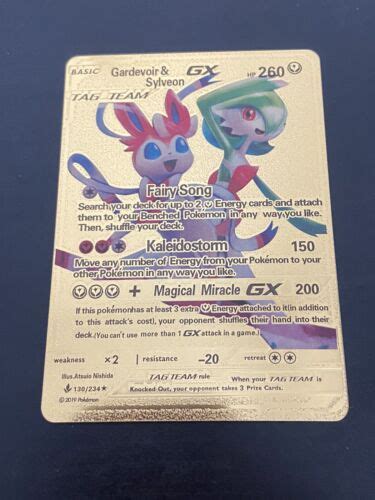 BASIC
Gardevoir & Sylveon GX HP 260
TAG TEAM
Fairy Song
Search your deck for up to 2 Energy cards and attach
them to your Benched Pokémon in any way you like.
Then, shuffle your deck.
Kaleidostorm 150
Move any number of Energy from your Pokémon to your
other Pokémon in any way you like.
+ Magical Miracle GX 200
If this pokémonhas at least 3 extra Energy attached to it(in addition
to this attack's cost), your opponent shuffles their hand into their
deck.(You can't use more than 1 GX attack in a game.)
weakness ×2 resistance -20 retreat
Illus.Atsuio Nishida
130/234
©2019 Pokémon
TAG TEAM rule When your TAG TEAM is
Knocked Out, your opponent takes 3 Prize Cards.